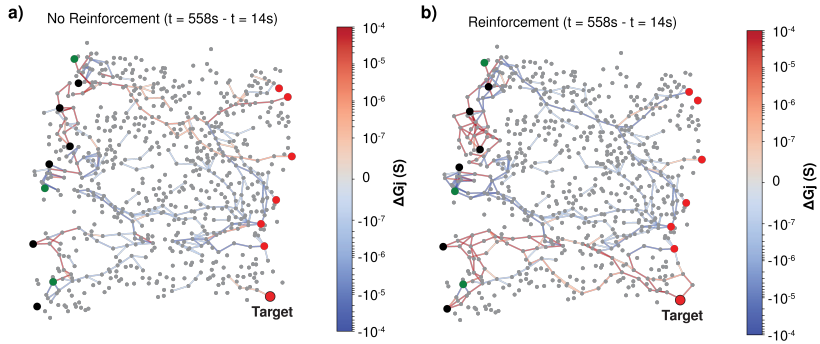 a)
No Reinforcement (t = 558s - t = 14s)
10⁻⁴
10⁻⁵
10⁻⁶
10⁻⁷
0
-10⁻⁷
-10⁻⁶
-10⁻⁵
-10⁻⁴
ΔGj (S)
Target
b)
Reinforcement (t = 558s - t = 14s)
10⁻⁴
10⁻⁵
10⁻⁶
10⁻⁷
0
-10⁻⁷
-10⁻⁶
-10⁻⁵
-10⁻⁴
ΔGj (S)
Target